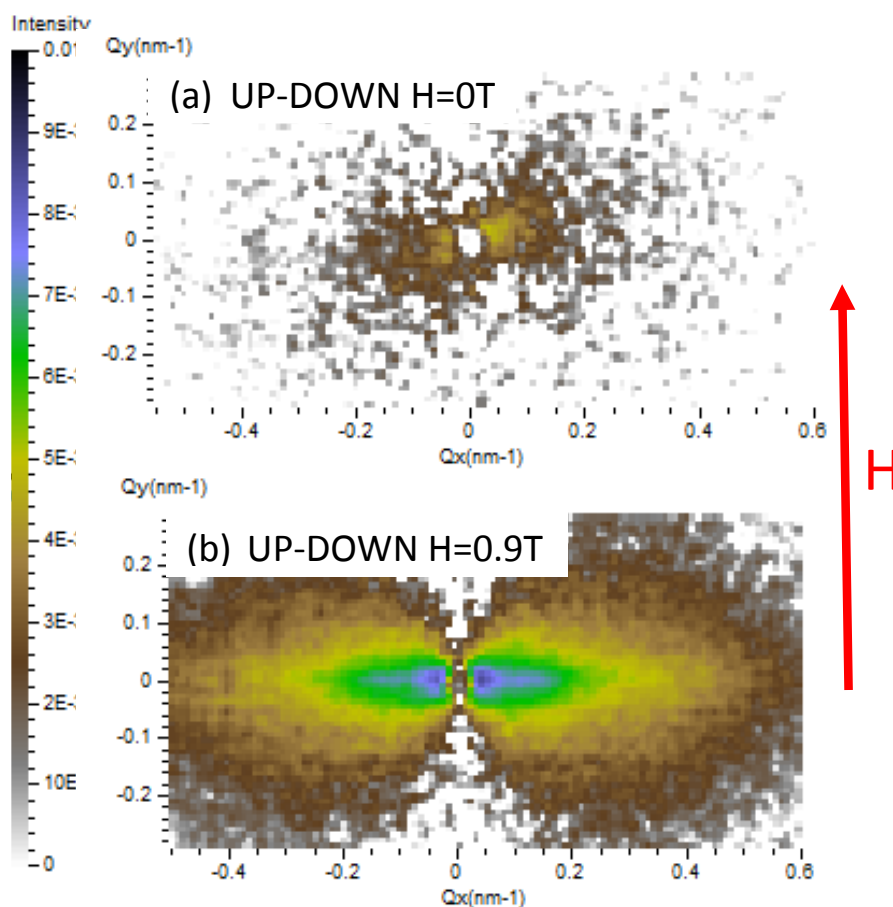 Intensity
0.01
9E-
8E-
7E-
6E-
5E-
4E-
3E-
2E-
10E-
0
Qy(nm-1)
(a) UP-DOWN H=0T
0.2
0.1
0
-0.1
-0.2
-0.4 -0.2 0 0.2 0.4 0.6
Qx(nm-1)
H
Qy(nm-1)
(b) UP-DOWN H=0.9T
0.2
0.1
0
-0.1
-0.2
-0.4 -0.2 0 0.2 0.4 0.6
Qx(nm-1)